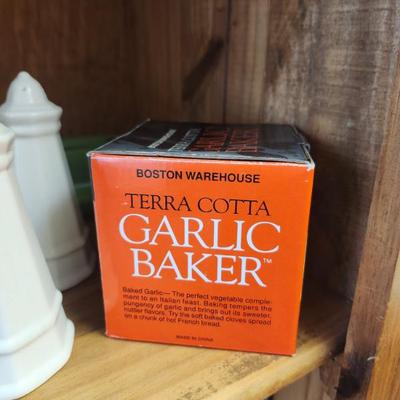 GARLIC
BAKER
BOSTON WAREHOUSE
TERRA COTTA
GARLIC
BAKER™
Baked Garlic— The perfect vegetable comple-
ment to an Italian feast. Baking tempers the
pungency of garlic and brings out its sweeter,
nuttier flavors. Try the soft baked cloves spread
on a chunk of hot French bread.
MADE IN CHINA